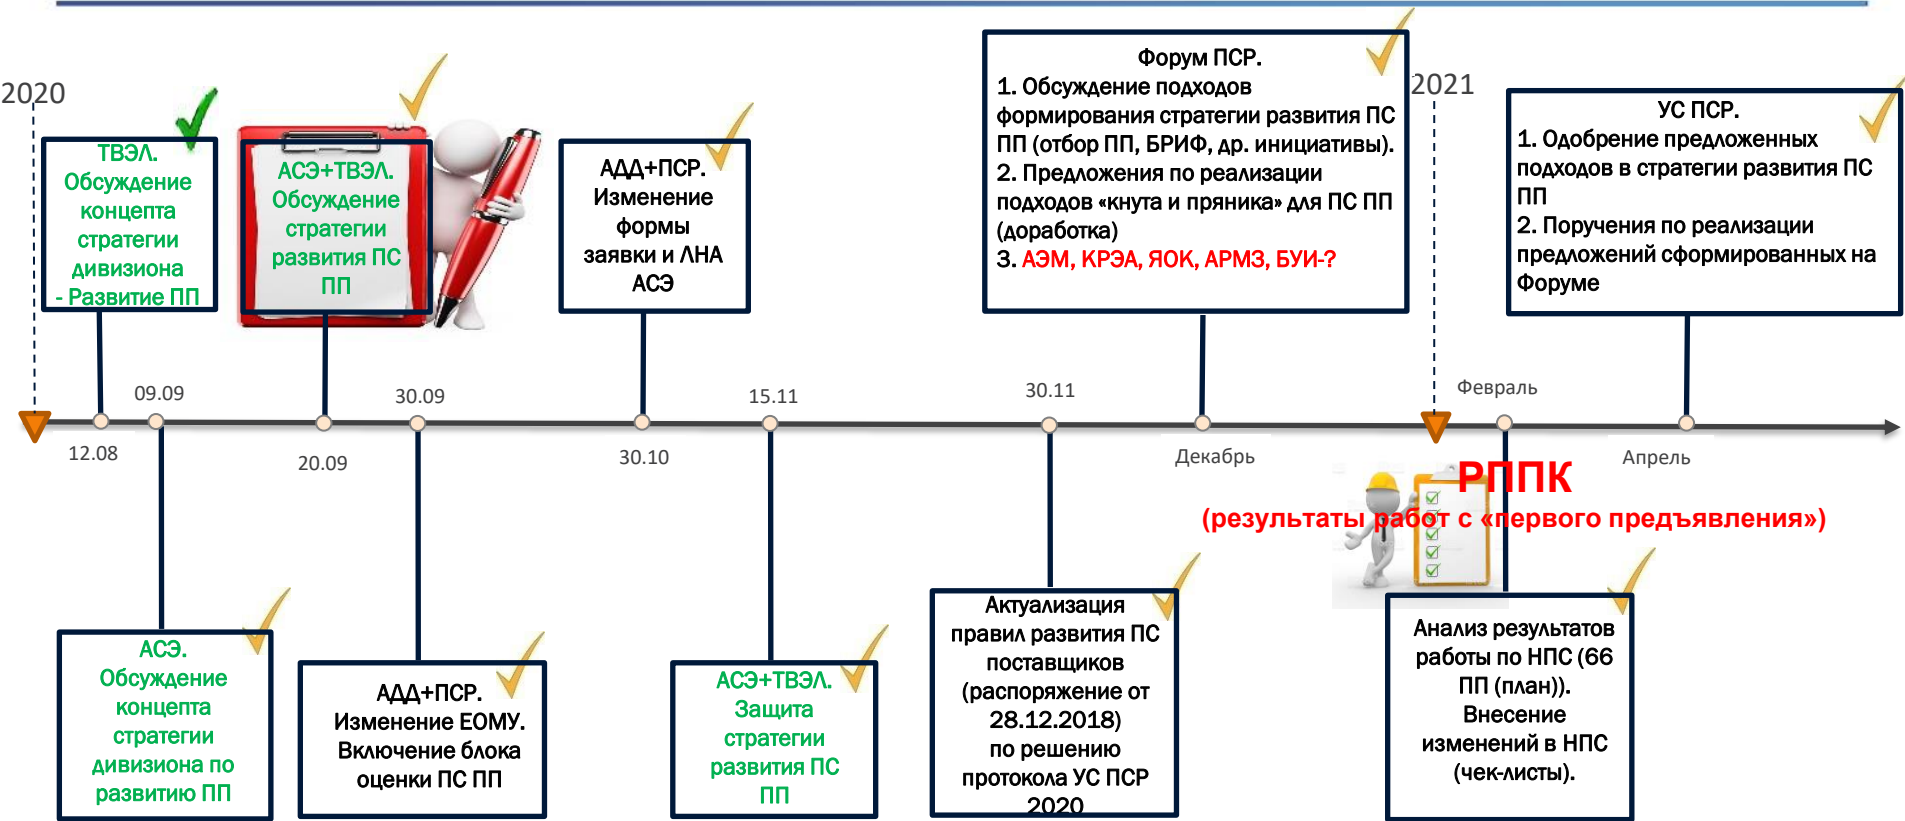 2020
ТВЭЛ.
Обсуждение
концепта
стратегии
дивизиона
- Развитие ПП
АСЭ+ТВЭЛ.
Обсуждение
стратегии
развития ПС
ПП
АДД+ПСР.
Изменение
формы
заявки и ЛНА
АСЭ
Форум ПСР.
1. Обсуждение подходов
формирования стратегии развития ПС
ПП (отбор ПП, БРИФ, др. инициативы).
2. Предложения по реализации
подходов «кнута и пряника» для ПС ПП
(доработка)
3. АЭМ, КРЭА, ЯОК, АРМЗ, БУИ-?
2021
УС ПСР.
1. Одобрение предложенных
подходов в стратегии развития ПС
ПП
2. Поручения по реализации
предложений сформированных на
Форуме
09.09
30.09
15.11
30.11
Февраль
12.08
20.09
30.10
Декабрь
Апрель
РППК
(результаты работ с «первого предъявления»)
АСЭ.
Обсуждение
концепта
стратегии
дивизиона по
развитию ПП
АДД+ПСР.
Изменение ЕОМУ.
Включение блока
оценки ПС ПП
АСЭ+ТВЭЛ.
Защита
стратегии
развития ПС
ПП
Актуализация
правил развития ПС
поставщиков
(распоряжение от
28.12.2018)
по решению
протокола УС ПСР
2020
Анализ результатов
работы по НПС (66
ПП (план)).
Внесение
изменений в НПС
(чек-листы).